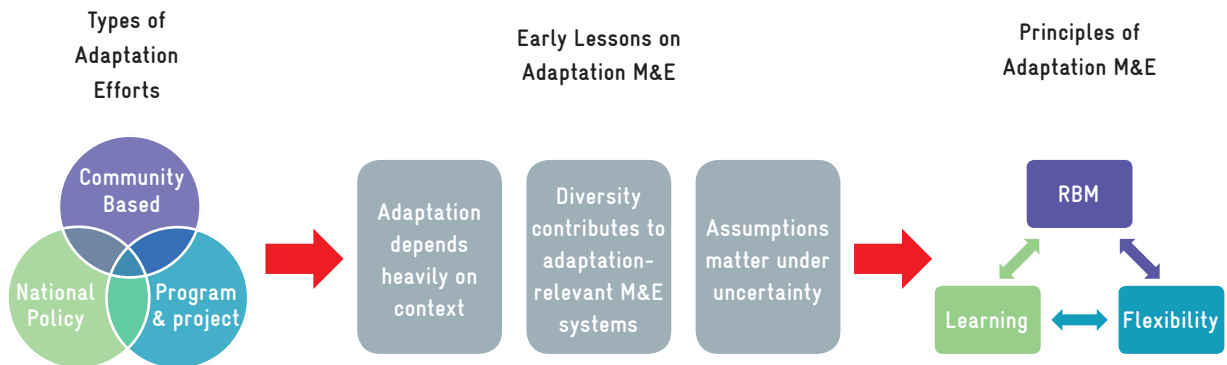 Types of
Adaptation
Efforts
Community
Based
National
Policy
Program
& project
Early Lessons on
Adaptation M&E
Adaptation
depends
heavily on
context
Diversity
contributes to
adaptation-
relevant M&E
systems
Assumptions
matter under
uncertainty
Principles of
Adaptation M&E
RBM
Learning
Flexibility